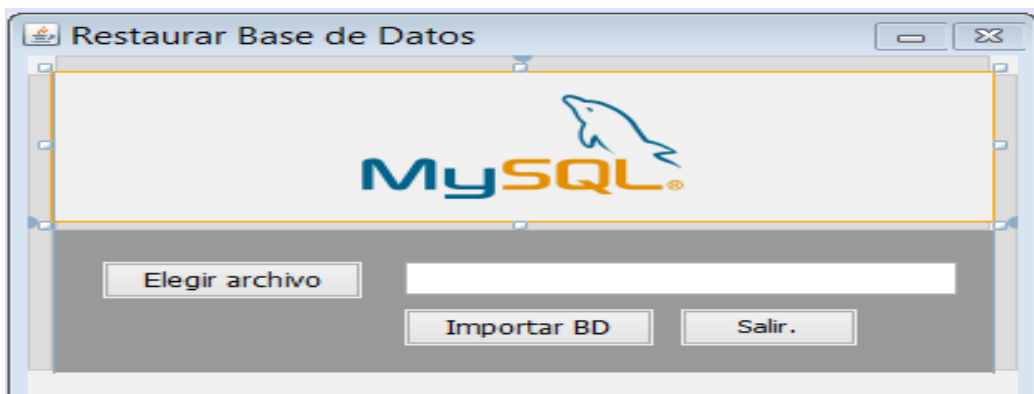 Restaurar Base de Datos
MySQL®
Elegir archivo
Importar BD Salir.